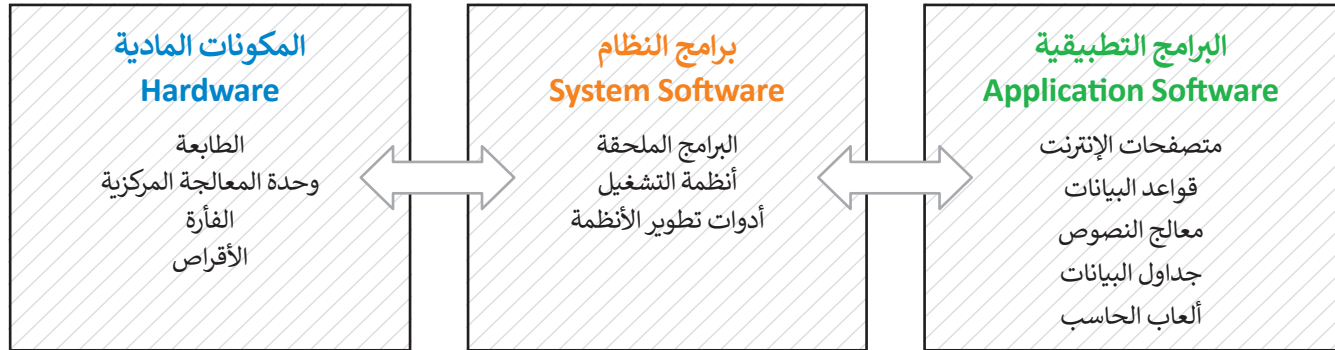 البرامج التطبيقية
Application Software
متصفحات الإنترنت
قواعد البيانات
معالج النصوص
جداول البيانات
ألعاب الحاسب
برامج النظام
System Software
البرامج الملحقة
أنظمة التشغيل
أدوات تطوير الأنظمة
المكونات المادية
Hardware
الطابعة
وحدة المعالجة المركزية
الفأرة
الأقراص